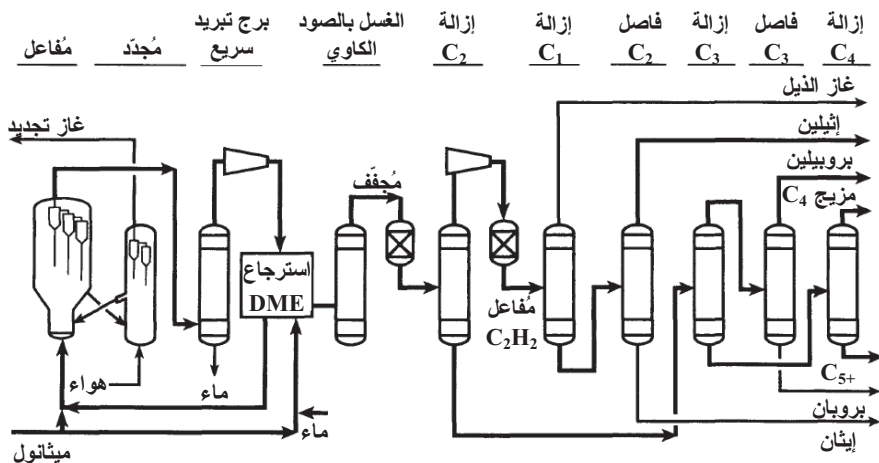 مُفاعل
مُجدّد
برج تبريد
سريع
الغسل بالصود
الكاوي
إزالة
C2
إزالة
C1
فاصل
C2
إزالة
C3
فاصل
C3
إزالة
C4
غاز الذيل
غاز تجديد
إثيلين
بروبيلين
مُجفّف
مزيج C4
استرجاع
DME
مُفاعل
C2H2
هواء
ماء
C5+
ماء
بروبان
ميثانول
إيثان